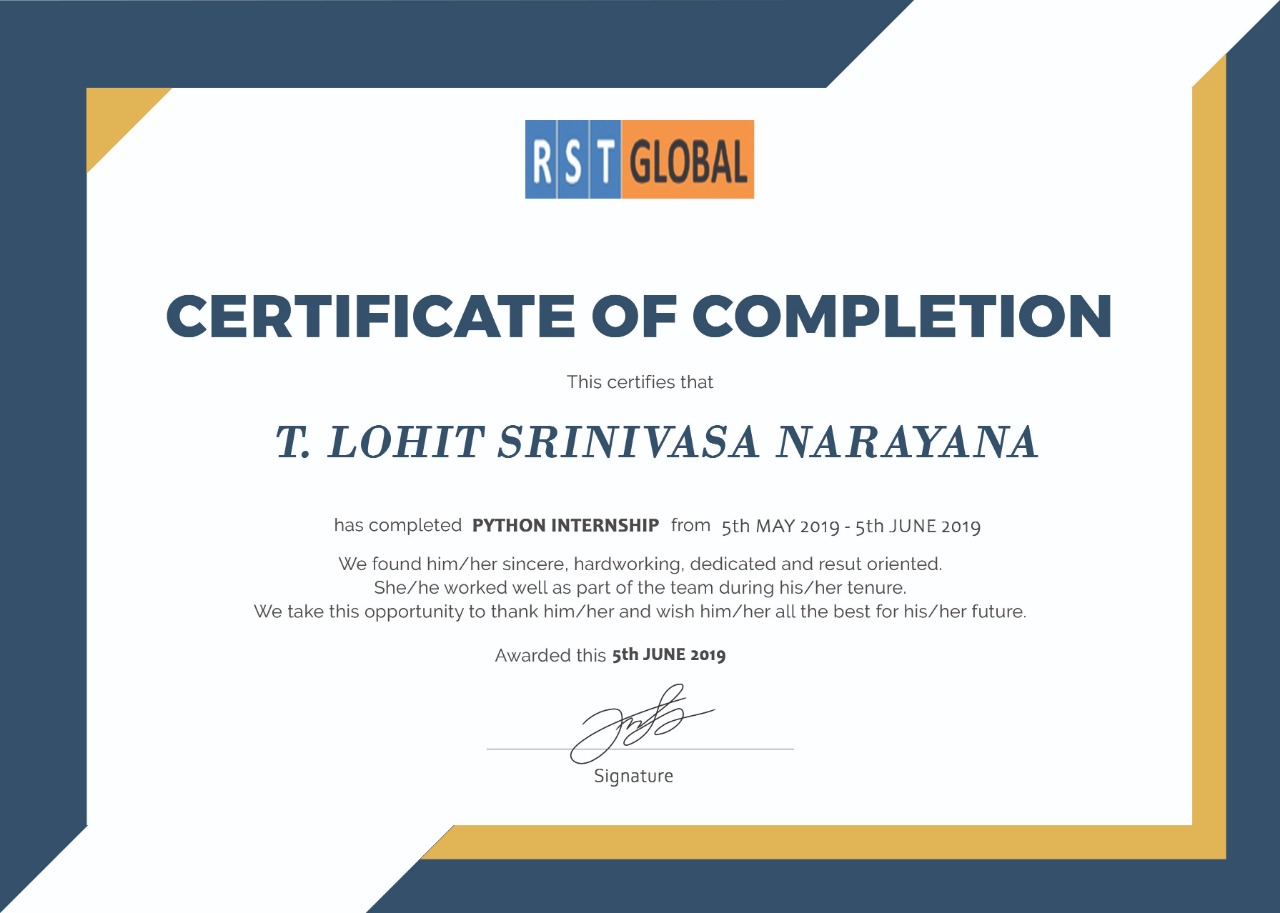 RST GLOBAL
CERTIFICATE OF COMPLETION
This certifies that
T. LOHIT SRINIVASA NARAYANA
has completed PYTHON INTERNSHIP from 5th MAY 2019 - 5th JUNE 2019
We found him/her sincere, hardworking, dedicated and resut oriented.
She/he worked well as part of the team during his/her tenure.
We take this opportunity to thank him/her and wish him/her all the best for his/her future.
Awarded this 5th JUNE 2019
Signature